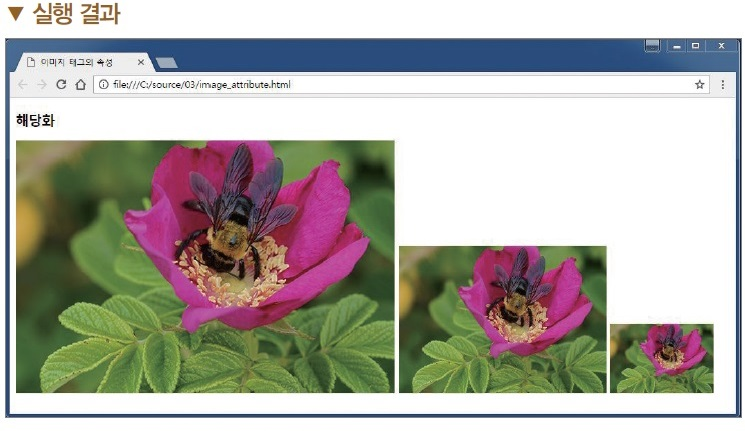 ▼ 실행 결과
이미지 태그의 속성
file:///C:/source/03/image_attribute.html
해당화